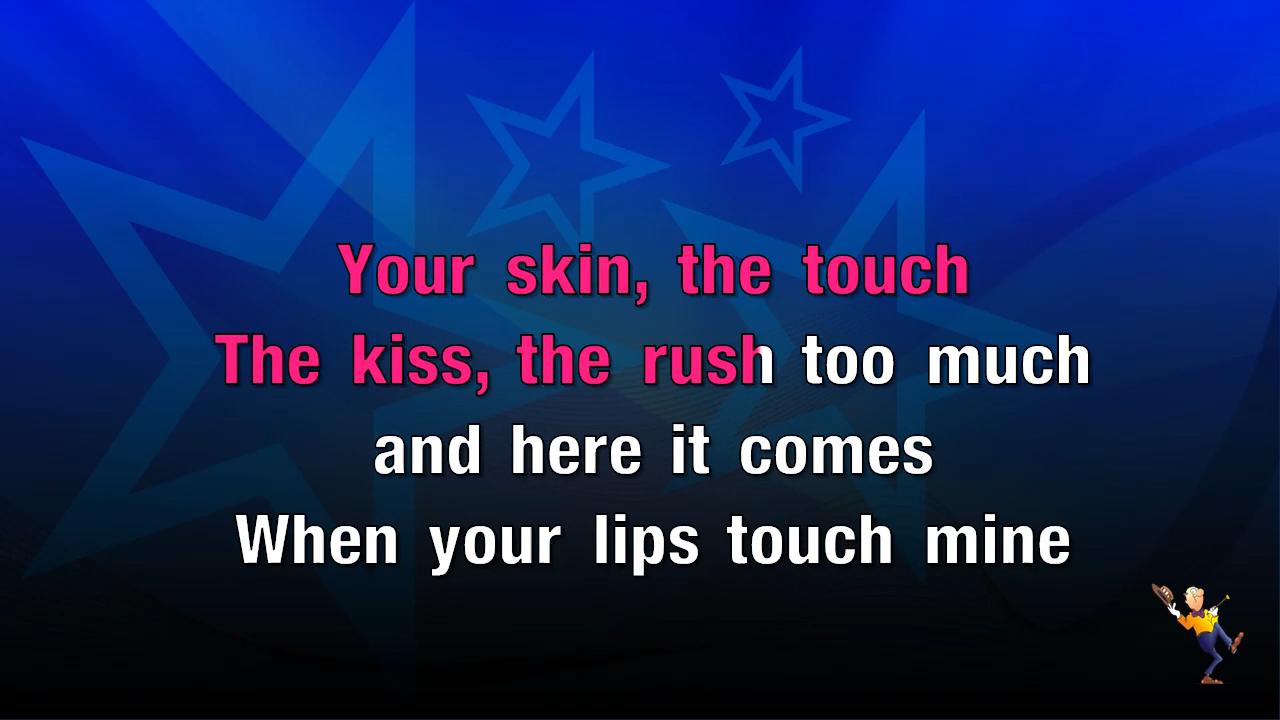 Your skin, the touch
The kiss, the rush too much
and here it comes
When your lips touch mine